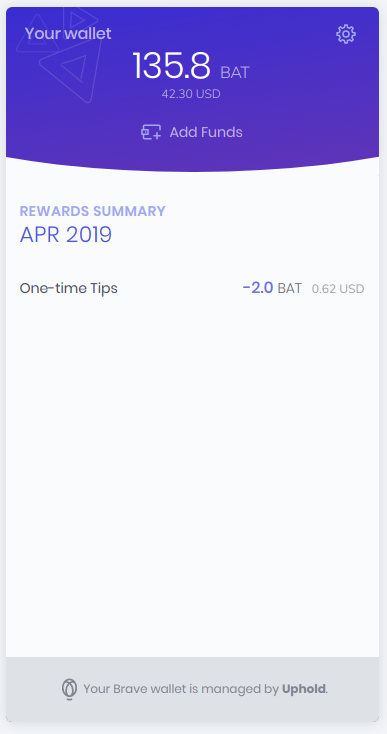 Your wallet
135.8 BAT
42.30 USD
Add Funds
REWARDS SUMMARY
APR 2019
One-time Tips -2.0 BAT 0.62 USD
Your Brave wallet is managed by Uphold.